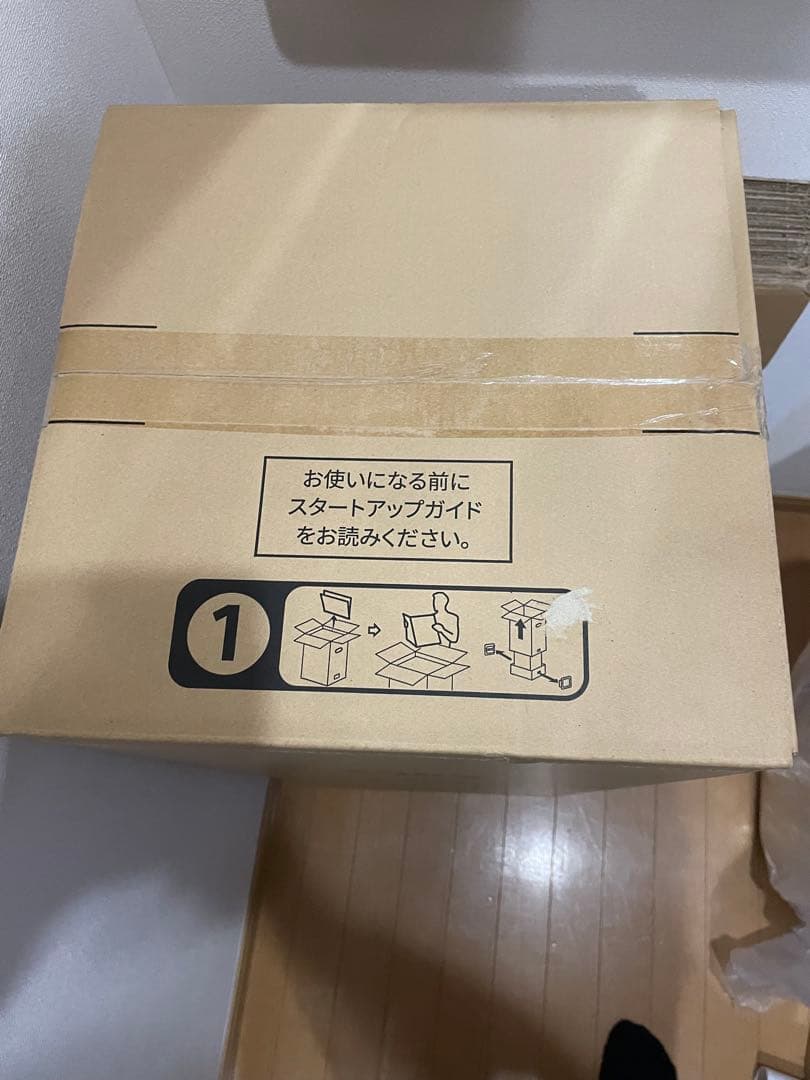 お使いになる前に
スタートアップガイド
をお読みください。
1